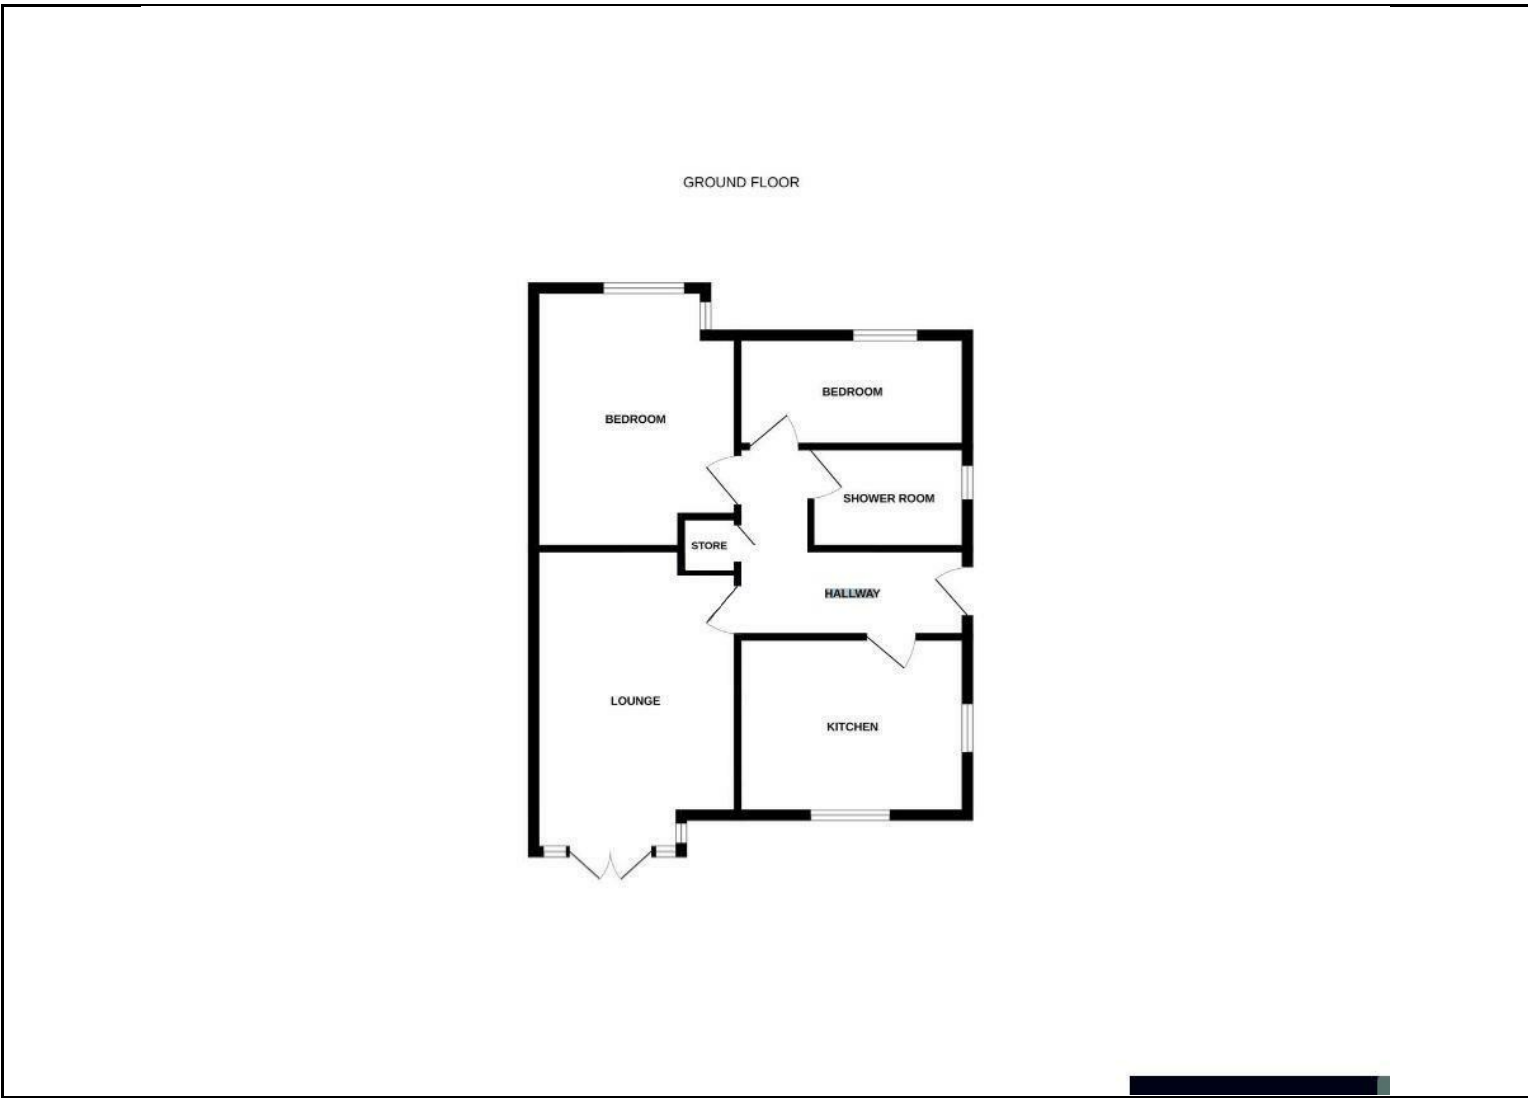 GROUND FLOOR
BEDROOM
BEDROOM
SHOWER ROOM
STORE
HALLWAY
LOUNGE
KITCHEN